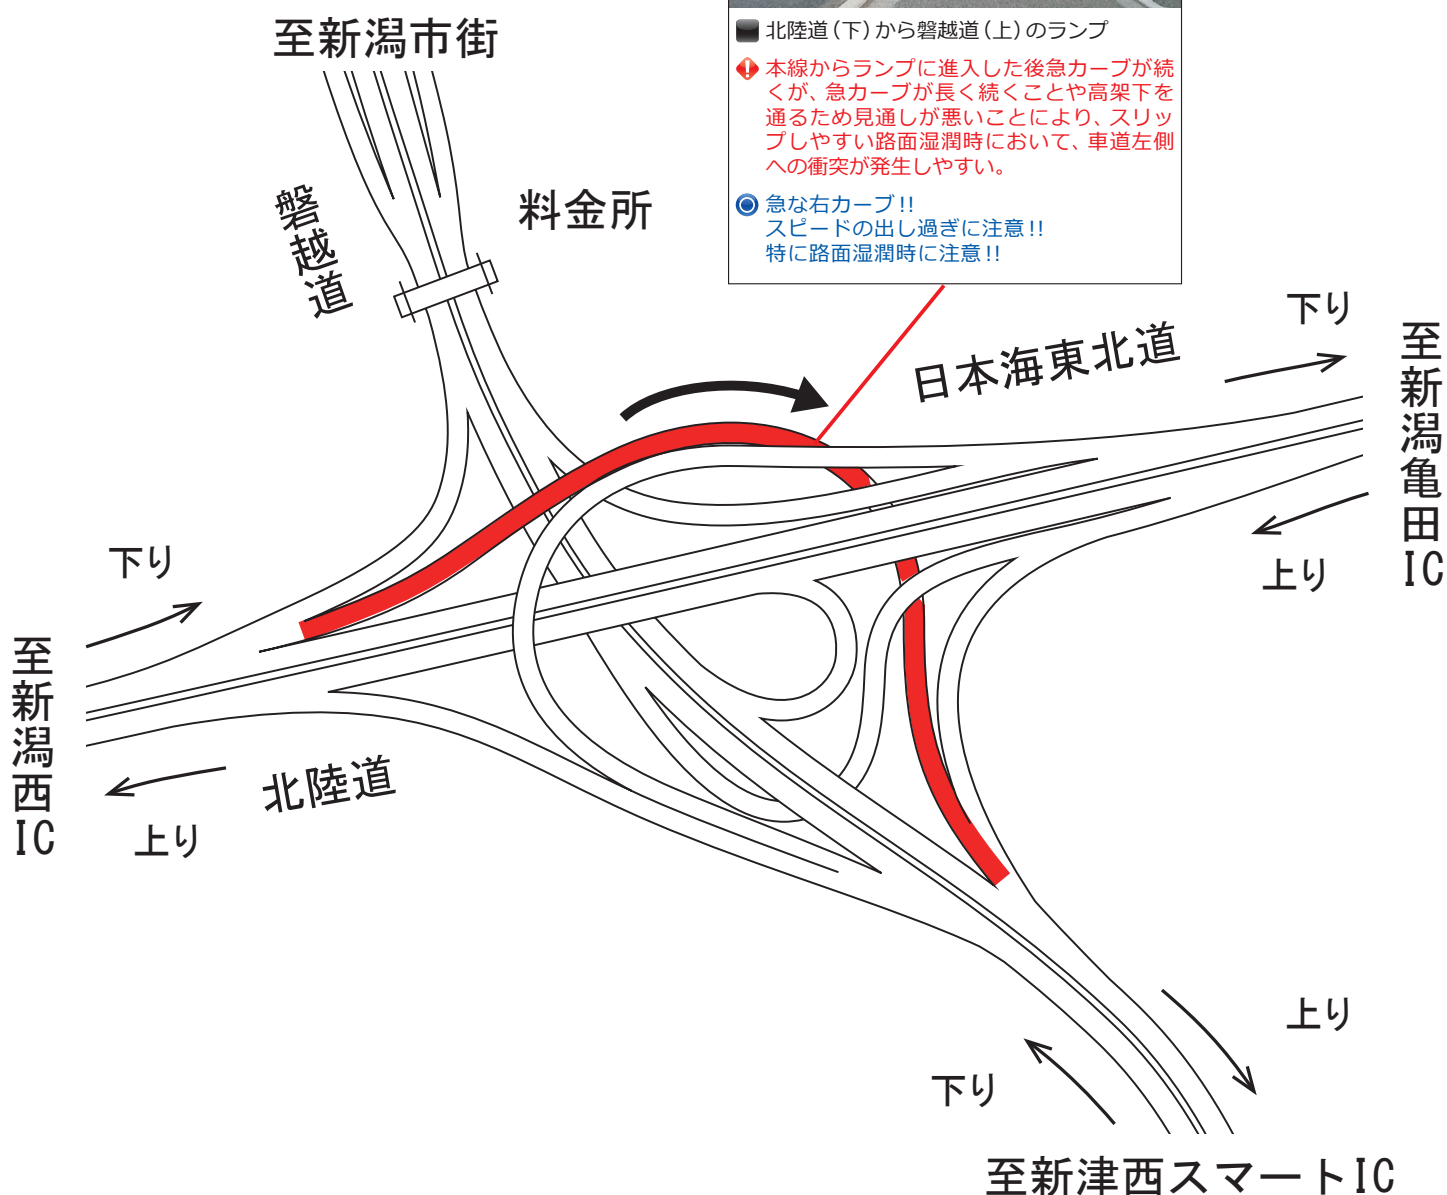 至新潟市街
北陸道(下)から磐越道(上)のランプ
本線からランプに進入した後急カーブが続
くが、急カーブが長く続くことや高架下を
通るため見通しが悪いことにより、スリッ
プしやすい路面湿潤時において、車道左側
への衝突が発生しやすい。
急な右カーブ!!
スピードの出し過ぎに注意!!
特に路面湿潤時に注意!!
料金所
磐越道
日本海東北道
下り
至新潟亀田IC
上り
下り
至新潟西IC
北陸道
上り
上り
下り
至新津西スマートIC